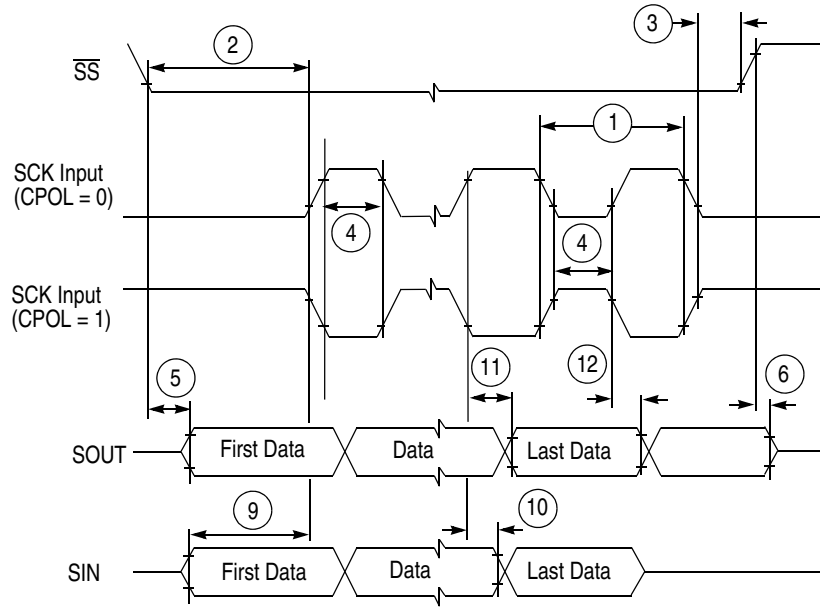 2
3
S̅S̅
1
SCK Input
(CPOL = 0)
4
4
SCK Input
(CPOL = 1)
5
11
12
6
SOUT
First Data
Data
Last Data
9
10
SIN
First Data
Data
Last Data